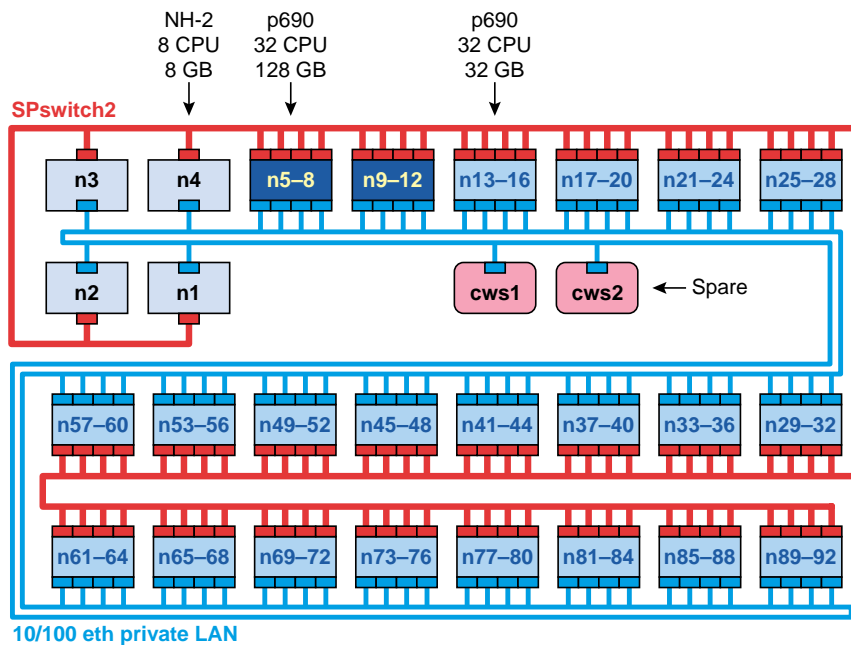 NH-2
8 CPU
8 GB
p690
32 CPU
128 GB
p690
32 CPU
32 GB
SPswitch2
n3
n4
n5–8
n9–12
n13–16
n17–20
n21–24
n25–28
n2
n1
cws1
cws2
Spare
n57–60
n53–56
n49–52
n45–48
n41–44
n37–40
n33–36
n29–32
n61–64
n65–68
n69–72
n73–76
n77–80
n81–84
n85–88
n89–92
10/100 eth private LAN